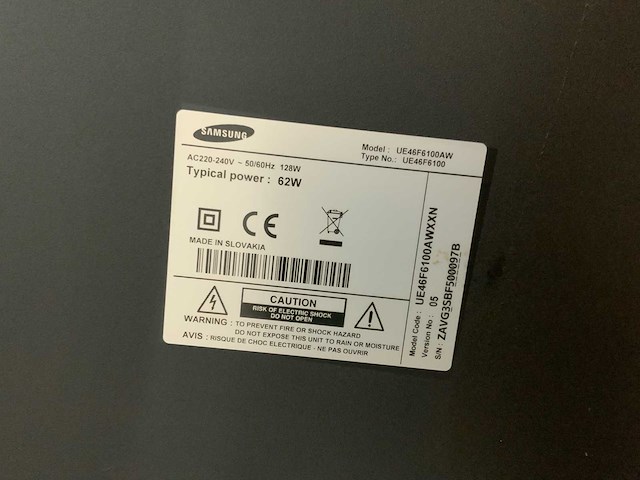 SAMSUNG
Model : UE46F6100AW
Type No.: UE46F6100
AC220-240V ~ 50/60Hz 128W
Typical power : 62W
CE
MADE IN SLOVAKIA
CAUTION
RISK OF ELECTRIC SHOCK
DO NOT OPEN
WARNING : TO PREVENT FIRE OR SHOCK HAZARD
DO NOT EXPOSE THIS UNIT TO RAIN OR MOISTURE
AVIS : RISQUE DE CHOC ELECTRIQUE - NE PAS OUVRIR
Model Code : UE46F6100AWXXN
Version No : 05
S/N : ZAVG3SBF500097B